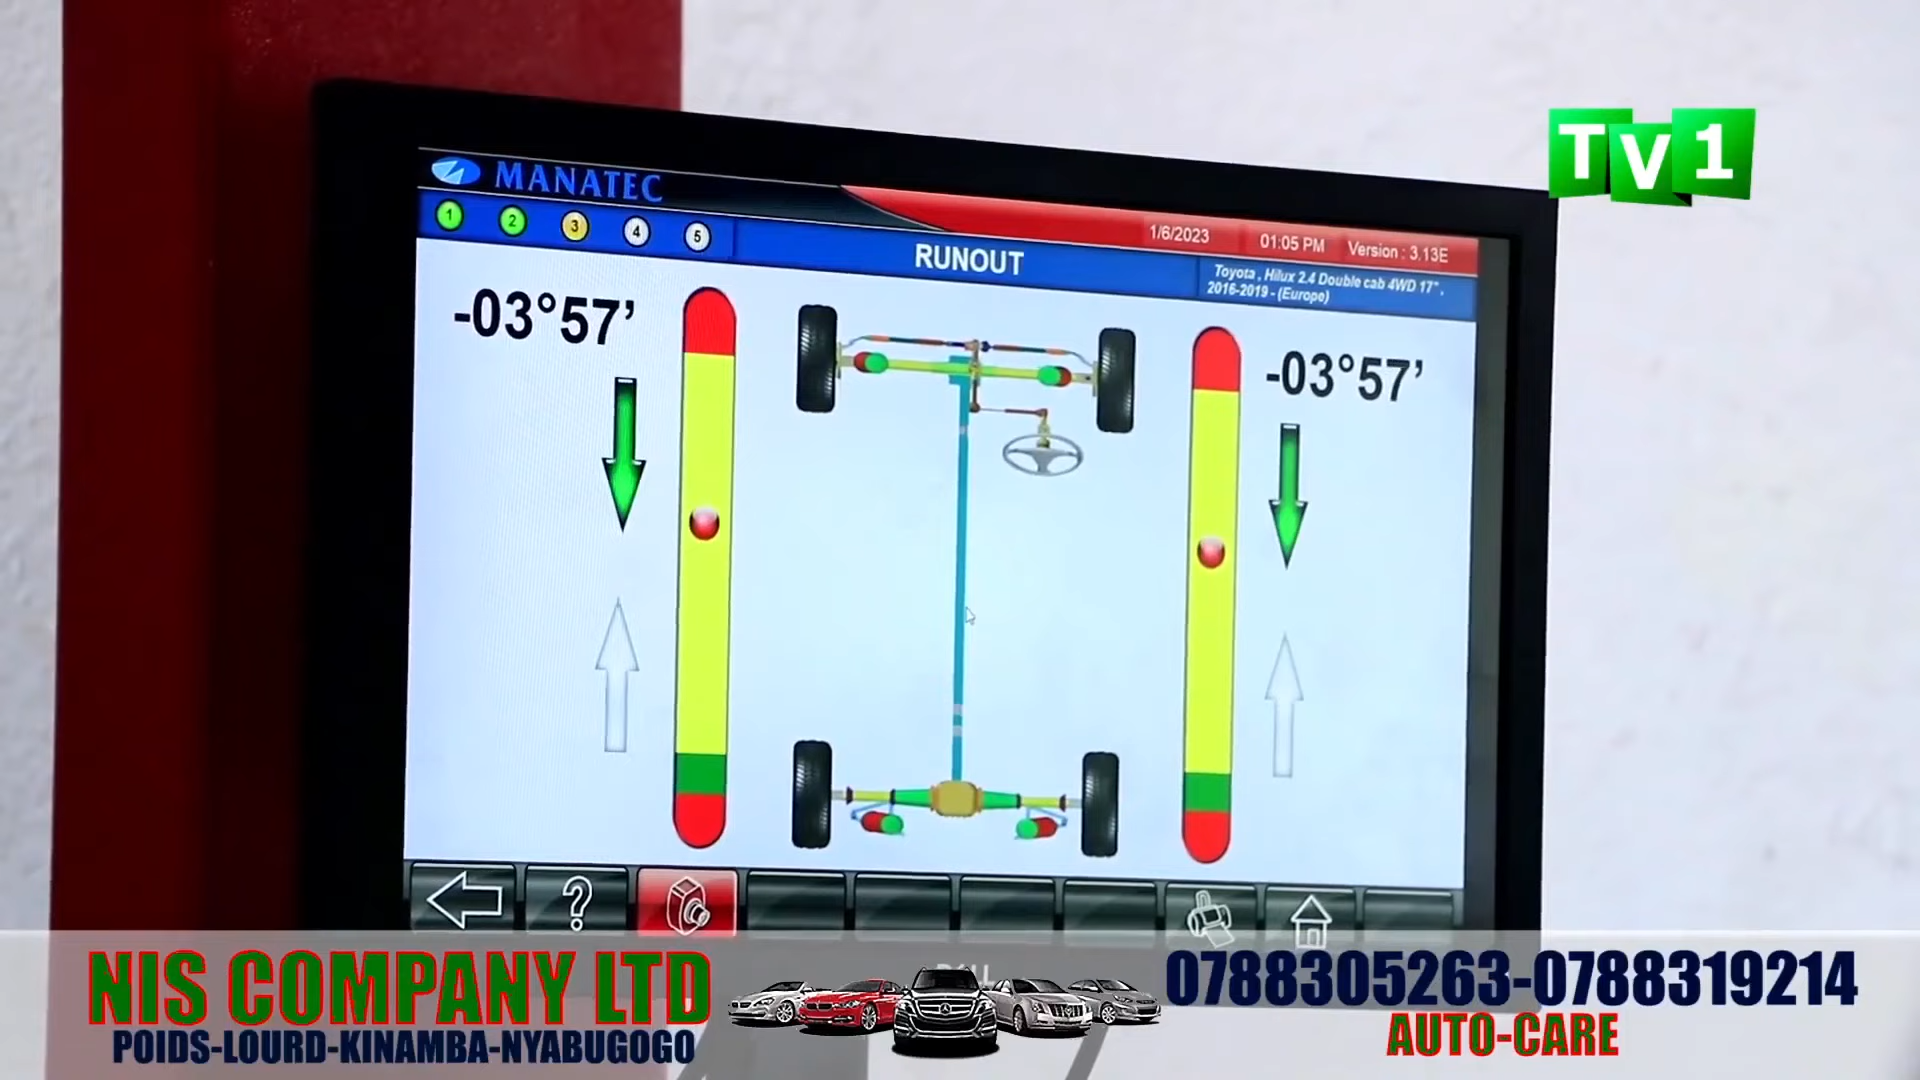 TV1
MANATEC
1 2 3 4 5
RUNOUT
1/6/2023 01:05 PM Version : 3.13E
Toyota , Hilux 2.4 Double cab 4WD 17" ,
2016-2019 - (Europe)
-03°57’
-03°57’
?
NIS COMPANY LTD
POIDS-LOURD-KINAMBA-NYABUGOGO
0788305263-0788319214
AUTO-CARE